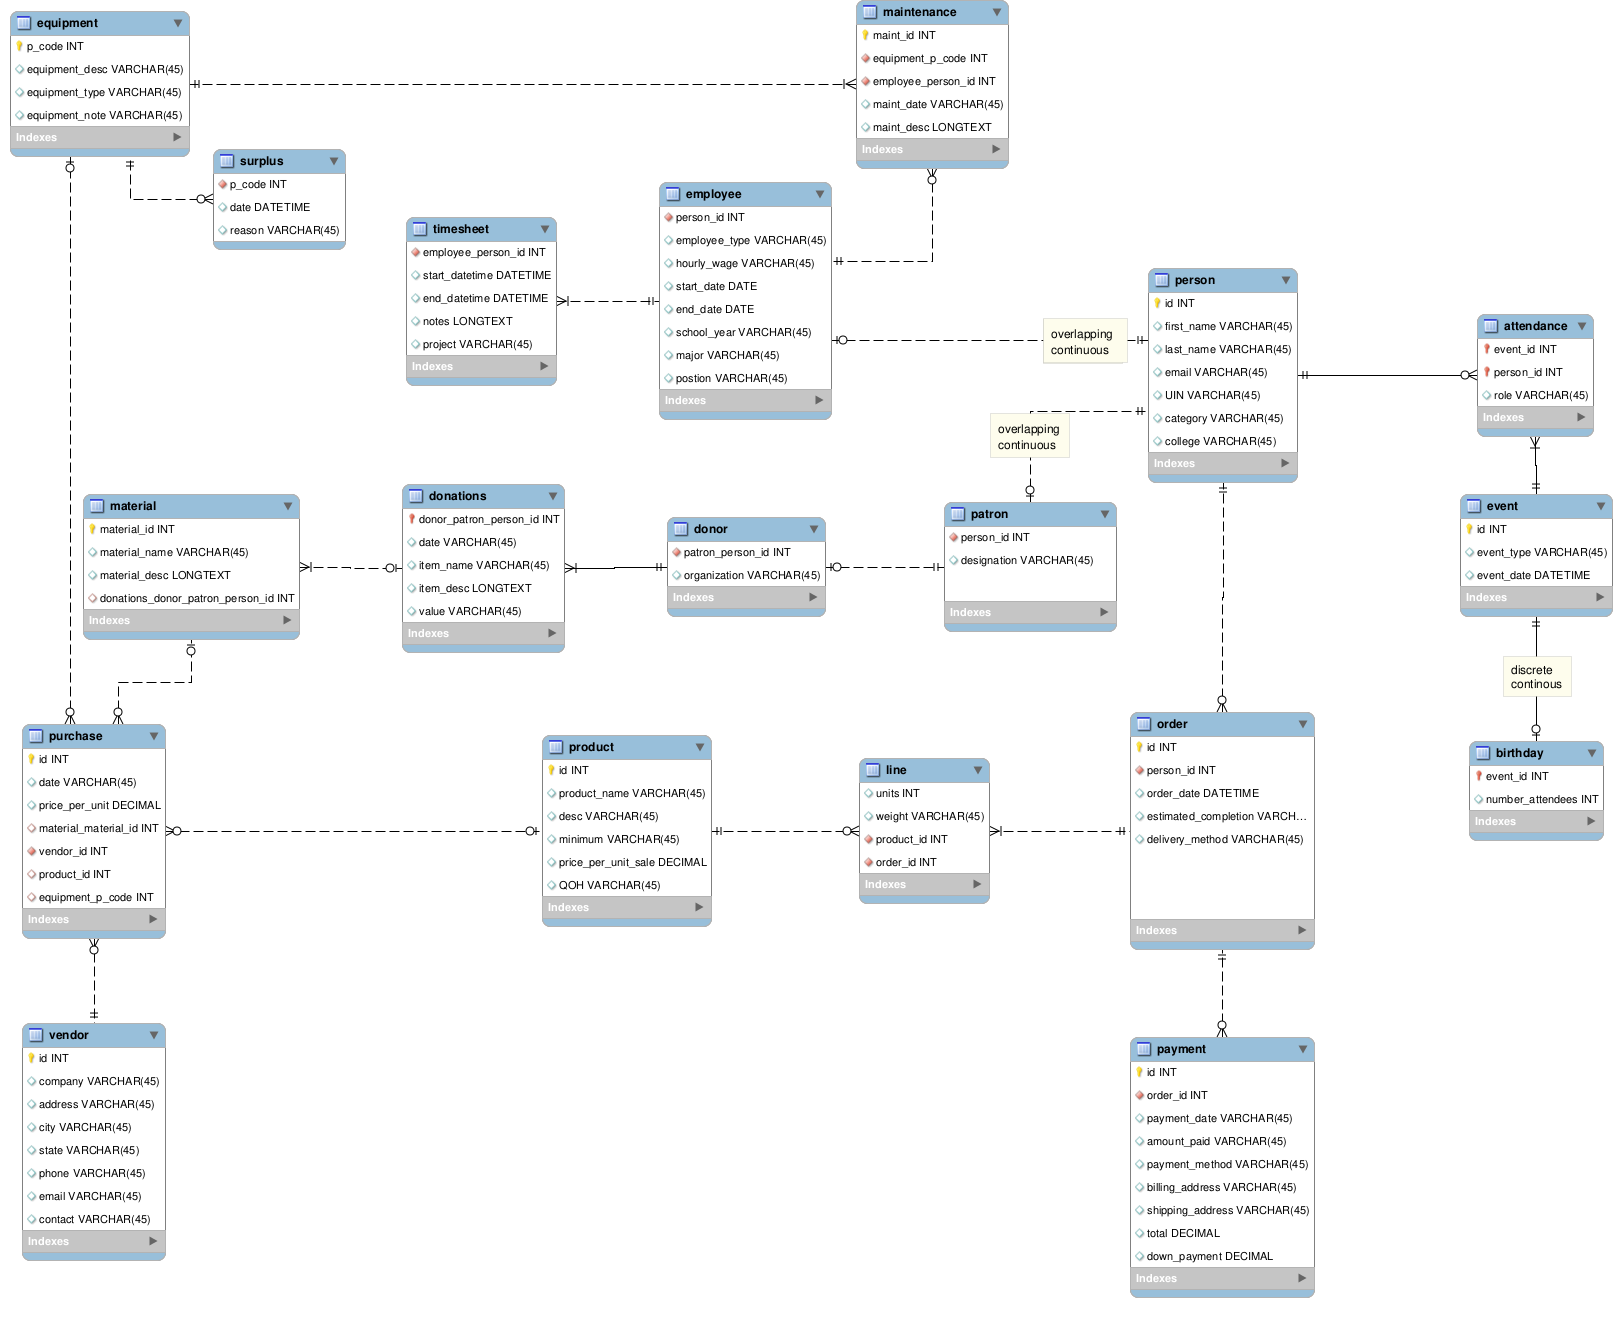 equipment
p_code INT
equipment_desc VARCHAR(45)
equipment_type VARCHAR(45)
equipment_note VARCHAR(45)
Indexes
maintenance
maint_id INT
equipment_p_code INT
employee_person_id INT
maint_date VARCHAR(45)
maint_desc LONGTEXT
Indexes
surplus
p_code INT
date DATETIME
reason VARCHAR(45)
timesheet
employee_person_id INT
start_datetime DATETIME
end_datetime DATETIME
notes LONGTEXT
project VARCHAR(45)
Indexes
employee
person_id INT
employee_type VARCHAR(45)
hourly_wage VARCHAR(45)
start_date DATE
end_date DATE
school_year VARCHAR(45)
major VARCHAR(45)
postion VARCHAR(45)
Indexes
overlapping
continuous
person
id INT
first_name VARCHAR(45)
last_name VARCHAR(45)
email VARCHAR(45)
UIN VARCHAR(45)
category VARCHAR(45)
college VARCHAR(45)
Indexes
attendance
event_id INT
person_id INT
role VARCHAR(45)
Indexes
overlapping
continuous
material
material_id INT
material_name VARCHAR(45)
material_desc LONGTEXT
donations_donor_patron_person_id INT
Indexes
donations
donor_patron_person_id INT
date VARCHAR(45)
item_name VARCHAR(45)
item_desc LONGTEXT
value VARCHAR(45)
Indexes
donor
patron_person_id INT
organization VARCHAR(45)
Indexes
patron
person_id INT
designation VARCHAR(45)
Indexes
event
id INT
event_type VARCHAR(45)
event_date DATETIME
Indexes
discrete
continous
birthday
event_id INT
number_attendees INT
Indexes
purchase
id INT
date VARCHAR(45)
price_per_unit DECIMAL
material_material_id INT
vendor_id INT
product_id INT
equipment_p_code INT
Indexes
product
id INT
product_name VARCHAR(45)
desc VARCHAR(45)
minimum VARCHAR(45)
price_per_unit_sale DECIMAL
QOH VARCHAR(45)
Indexes
line
units INT
weight VARCHAR(45)
product_id INT
order_id INT
Indexes
order
id INT
person_id INT
order_date DATETIME
estimated_completion VARCH...
delivery_method VARCHAR(45)
Indexes
vendor
id INT
company VARCHAR(45)
address VARCHAR(45)
city VARCHAR(45)
state VARCHAR(45)
phone VARCHAR(45)
email VARCHAR(45)
contact VARCHAR(45)
Indexes
payment
id INT
order_id INT
payment_date VARCHAR(45)
amount_paid VARCHAR(45)
payment_method VARCHAR(45)
billing_address VARCHAR(45)
shipping_address VARCHAR(45)
total DECIMAL
down_payment DECIMAL
Indexes